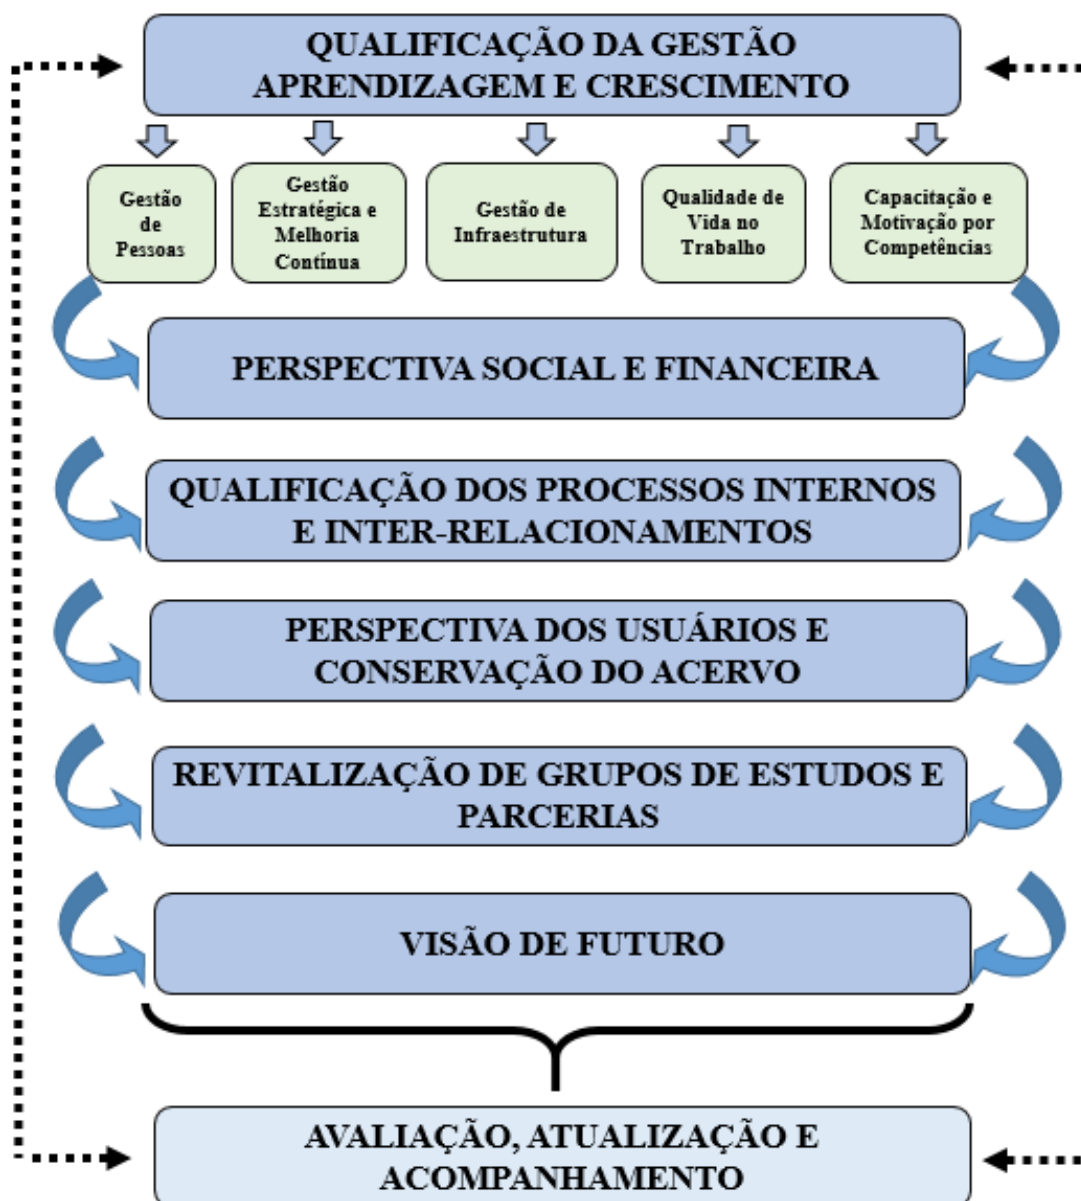 QUALIFICAÇÃO DA GESTÃO
APRENDIZAGEM E CRESCIMENTO
Gestão
de
Pessoas
Gestão
Estratégica e
Melhoria
Contínua
Gestão de
Infraestrutura
Qualidade de
Vida no
Trabalho
Capacitação e
Motivação por
Competências
PERSPECTIVA SOCIAL E FINANCEIRA
QUALIFICAÇÃO DOS PROCESSOS INTERNOS
E INTER-RELACIONAMENTOS
PERSPECTIVA DOS USUÁRIOS E
CONSERVAÇÃO DO ACERVO
REVITALIZAÇÃO DE GRUPOS DE ESTUDOS E
PARCERIAS
VISÃO DE FUTURO
AVALIAÇÃO, ATUALIZAÇÃO E
ACOMPANHAMENTO